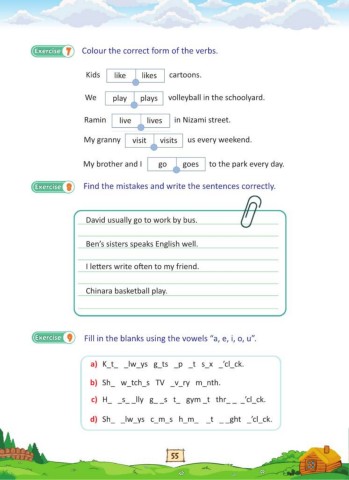 Exercise 7 Colour the correct form of the verbs.
Kids like likes cartoons.
We play plays volleyball in the schoolyard.
Ramin live lives in Nizami street.
My granny visit visits us every weekend.
My brother and I go goes to the park every day.
Exercise 8 Find the mistakes and write the sentences correctly.
David usually go to work by bus.
Ben's sisters speaks English well.
I letters write often to my friend.
Chinara basketball play.
Exercise 9 Fill in the blanks using the vowels "a, e, i, o, u".
a) K_t_ _lw_ys g_ts _p _t s_x _'cl_ck.
b) Sh_ w_tch_s TV _v_ry m_nth.
c) H_ _s_ _lly g_ _s t_ gym _t thr_ _ _'cl_ck.
d) Sh_ _lw_ys c_m_s h_m_ _t _ _ght _'cl_ck.
55